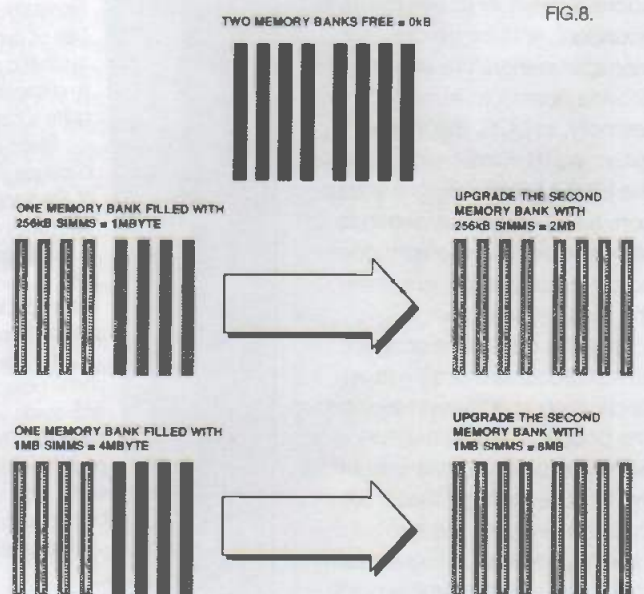 FIG.8.
TWO MEMORY BANKS FREE = 0kB
ONE MEMORY BANK FILLED WITH
256kB SIMMS = 1MBYTE
UPGRADE THE SECOND
MEMORY BANK WITH
256kB SIMMS = 2MB
ONE MEMORY BANK FILLED WITH
1MB SIMMS = 4MBYTE
UPGRADE THE SECOND
MEMORY BANK WITH
1MB SIMMS = 8MB